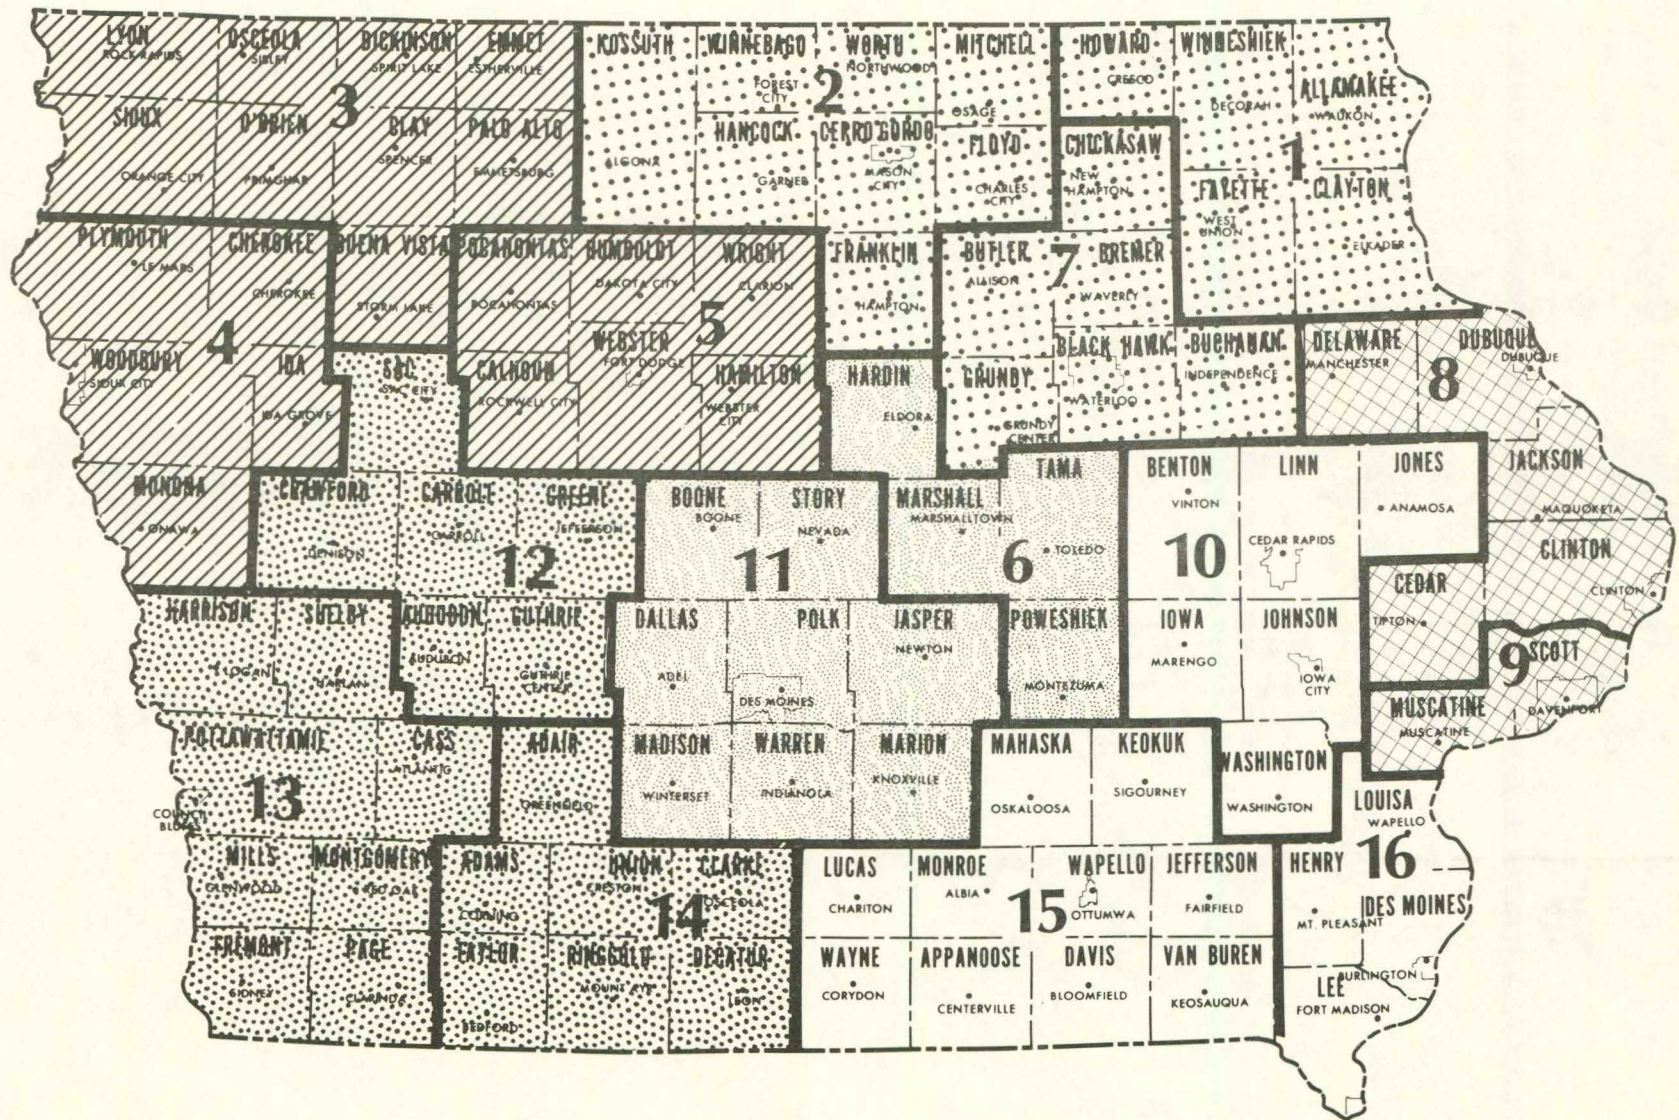 LYON
ROCK RAPIDS
OSCEOLA
SIBLEY
DICKINSON
SPIRIT LAKE
EMMET
ESTHERVILLE
KOSSUTH
ALGONA
WINNEBAGO
FOREST
CITY
WORTH
NORTHWOOD
MITCHELL
OSAGE
HOWARD
CRESCO
WINNESHIEK
DECORAH
ALLAMAKEE
WAUKON
3
2
1
SIOUX
ORANGE CITY
O'BRIEN
PRIMGHAR
CLAY
SPENCER
PALO ALTO
EMMETSBURG
HANCOCK
GARNER
CERRO GORDO
MASON
CITY
FLOYD
CHARLES
CITY
CHICKASAW
NEW
HAMPTON
FAYETTE
WEST
UNION
CLAYTON
ELKADER
PLYMOUTH
LE MARS
CHEROKEE
CHEROKEE
BUENA VISTA
STORM LAKE
POCAHONTAS
POCAHONTAS
HUMBOLDT
DAKOTA CITY
WRIGHT
CLARION
FRANKLIN
HAMPTON
BUTLER
ALLISON
7
BREMER
WAVERLY
4
5
8
WOODBURY
SIOUX CITY
IDA
IDA GROVE
SAC
SAC CITY
CALHOUN
ROCKWELL CITY
WEBSTER
FORT DODGE
HAMILTON
WEBSTER
CITY
HARDIN
ELDORA
GRUNDY
GRUNDY
CENTER
BLACK HAWK
WATERLOO
BUCHANAN
INDEPENDENCE
DELAWARE
MANCHESTER
DUBUQUE
DUBUQUE
MONONA
ONAWA
CRAWFORD
DENISON
CARROLL
CARROLL
GREENE
JEFFERSON
BOONE
BOONE
STORY
NEVADA
MARSHALL
MARSHALLTOWN
TAMA
TOLEDO
BENTON
VINTON
LINN
CEDAR RAPIDS
JONES
ANAMOSA
JACKSON
MAQUOKETA
CLINTON
CLINTON
12
11
6
10
HARRISON
LOGAN
SHELBY
HARLAN
AUDUBON
AUDUBON
GUTHRIE
GUTHRIE
CENTER
DALLAS
ADEL
POLK
DES MOINES
JASPER
NEWTON
POWESHIEK
MONTEZUMA
IOWA
MARENGO
JOHNSON
IOWA
CITY
CEDAR
TIPTON
9
SCOTT
DAVENPORT
MUSCATINE
MUSCATINE
POTTAWATTAMIE
COUNCIL
BLUFFS
CASS
ATLANTIC
ADAIR
GREENFIELD
MADISON
WINTERSET
WARREN
INDIANOLA
MARION
KNOXVILLE
MAHASKA
OSKALOOSA
KEOKUK
SIGOURNEY
WASHINGTON
WASHINGTON
LOUISA
WAPELLO
13
14
15
16
MILLS
GLENWOOD
MONTGOMERY
RED OAK
ADAMS
CORNING
UNION
CRESTON
CLARKE
OSCEOLA
LUCAS
CHARITON
MONROE
ALBIA
WAPELLO
OTTUMWA
JEFFERSON
FAIRFIELD
HENRY
MT. PLEASANT
DES MOINES
BURLINGTON
FREMONT
SIDNEY
PAGE
CLARINDA
TAYLOR
BEDFORD
RINGGOLD
MOUNT AYR
DECATUR
LEON
WAYNE
CORYDON
APPANOOSE
CENTERVILLE
DAVIS
BLOOMFIELD
VAN BUREN
KEOSAUQUA
LEE
FORT MADISON